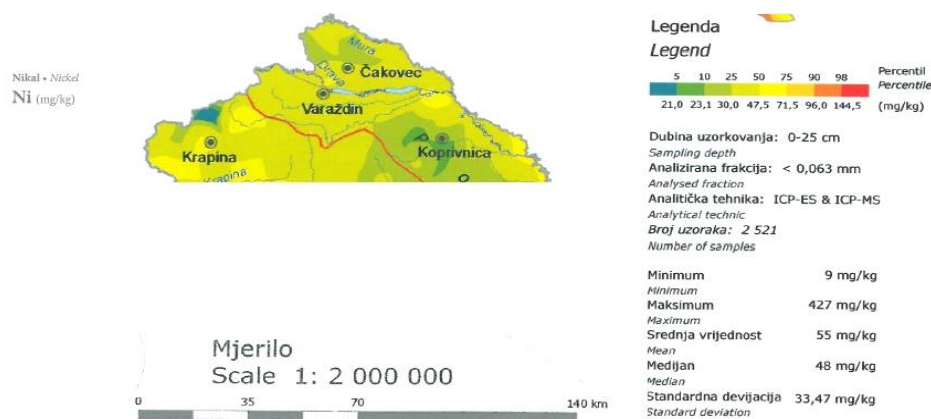 Nikal • Nickel
Ni (mg/kg)
Mura
Drava
Čakovec
Varaždin
Krapina
Koprivnica
Krapina
Mjerilo
Scale 1: 2 000 000
0 35 70 140 km
Legenda
Legend
5 10 25 50 75 90 98
Percentil
Percentile
21,0 23,1 30,0 47,5 71,5 96,0 144,5
(mg/kg)
Dubina uzorkovanja: 0-25 cm
Sampling depth
Analizirana frakcija: < 0,063 mm
Analysed fraction
Analitička tehnika: ICP-ES & ICP-MS
Analytical technic
Broj uzoraka: 2 521
Number of samples
Minimum 9 mg/kg
Minimum
Maksimum 427 mg/kg
Maximum
Srednja vrijednost 55 mg/kg
Mean
Medijan 48 mg/kg
Median
Standardna devijacija 33,47 mg/kg
Standard deviation